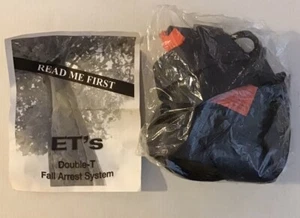 READ ME FIRST
ET's
Double-T
Fall Arrest System